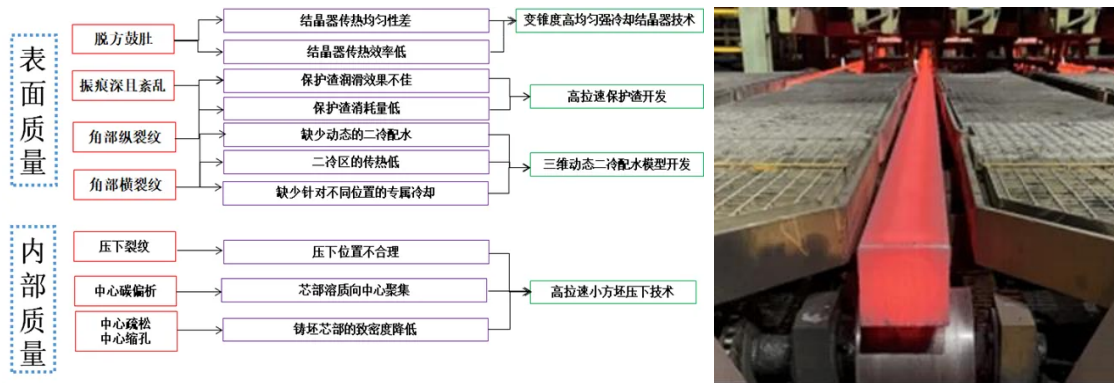 表面质量
脱方鼓肚
振痕深且紊乱
角部纵裂纹
角部横裂纹
结晶器传热均匀性差
结晶器传热效率低
保护渣润滑效果不佳
保护渣消耗量低
缺少动态的二冷配水
二冷区的传热低
缺少针对不同位置的专属冷却
变锥度高均匀强冷却结晶器技术
高拉速保护渣开发
三维动态二冷配水模型开发
内部质量
压下裂纹
中心碳偏析
中心疏松
中心缩孔
压下位置不合理
芯部溶质向中心聚集
铸坯芯部的致密度降低
高拉速小方坯压下技术